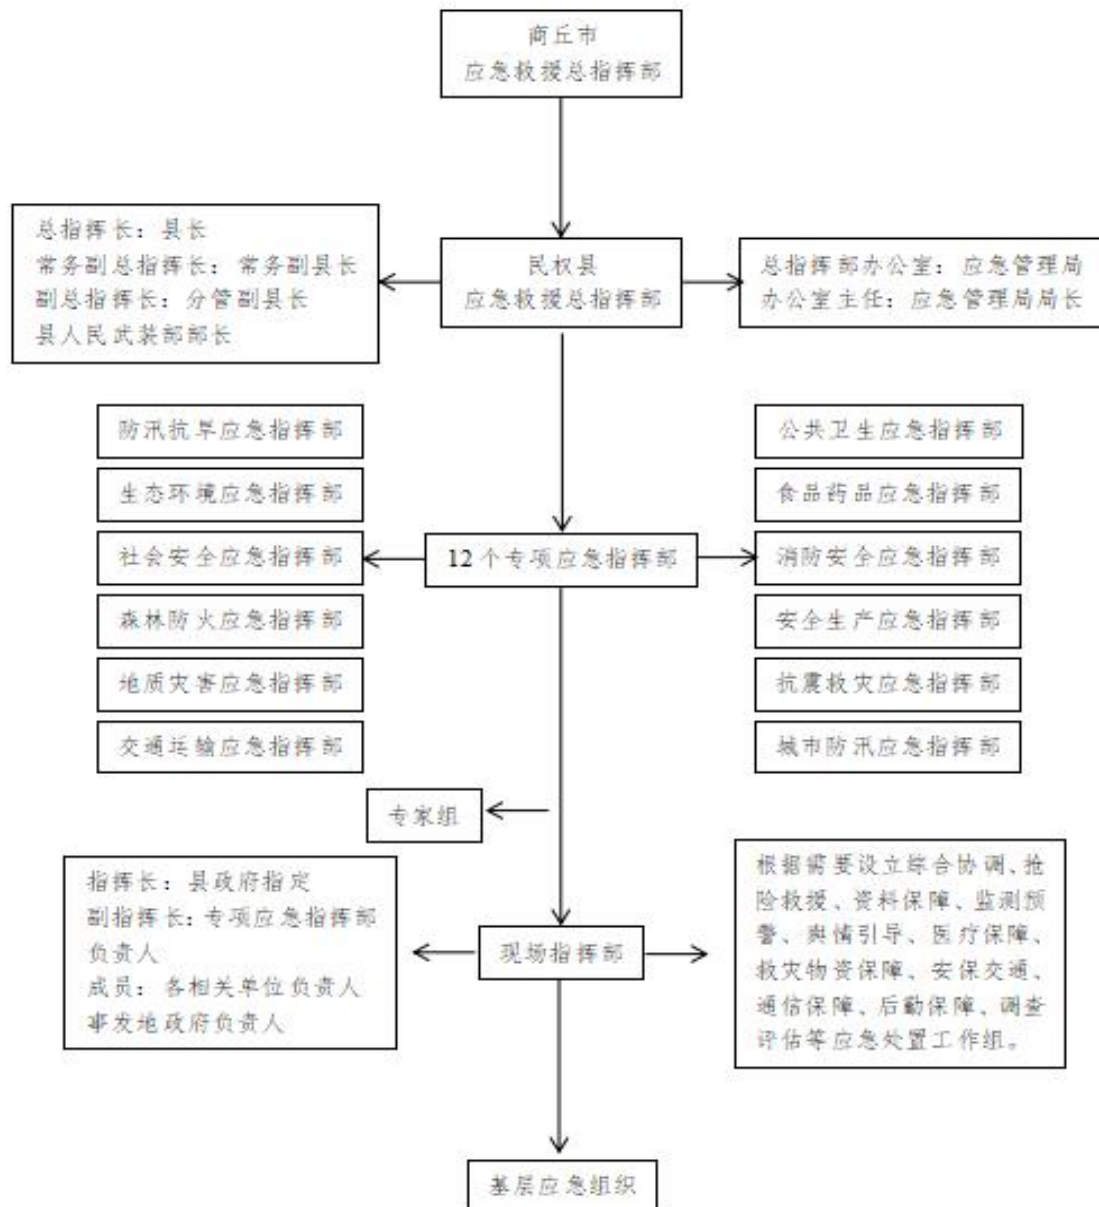 商丘市
应急救援总指挥部
总指挥长：县长
常务副总指挥长：常务副县长
副总指挥长：分管副县长
县人民武装部部长
民权县
应急救援总指挥部
总指挥部办公室：应急管理局
办公室主任：应急管理局局长
防汛抗旱应急指挥部
公共卫生应急指挥部
生态环境应急指挥部
食品药品应急指挥部
社会安全应急指挥部
12个专项应急指挥部
消防安全应急指挥部
森林防火应急指挥部
安全生产应急指挥部
地质灾害应急指挥部
抗震救灾应急指挥部
交通运输应急指挥部
城市防汛应急指挥部
专家组
指挥长：县政府指定
副指挥长：专项应急指挥部
负责人
成员：各相关单位负责人
事发地政府负责人
现场指挥部
根据需要设立综合协调、抢
险救援、资料保障、监测预
警、舆情引导、医疗保障、
救灾物资保障、安保交通、
通信保障、后勤保障、调查
评估等应急处置工作组。
基层应急组织